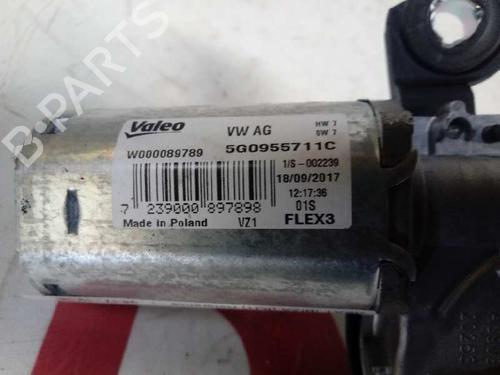 Valeo VW AG HW 7
SW 7
W000089789 5G0955711C
1/S-002239
18/09/2017
12:17:36
7 239000 897898 01S
Made in Poland VZ1 FLEX3